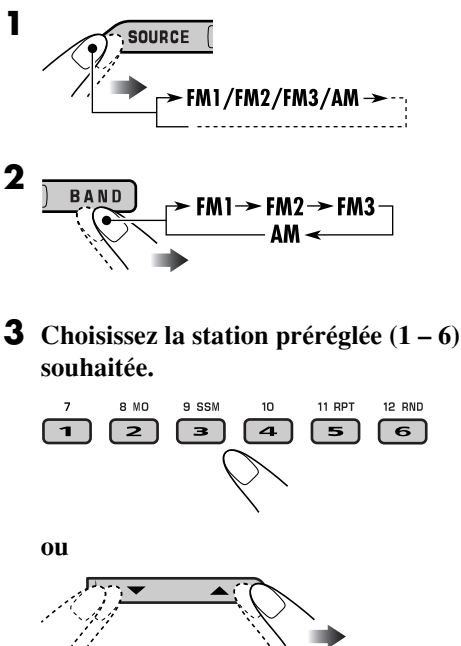 1
SOURCE
FM1/FM2/FM3/AM
2
BAND
FM1 FM2 FM3
AM
3 Choisissez la station préréglée (1 – 6)
souhaitée.
7 8 MO 9 SSM 10 11 RPT 12 RND
1 2 3 4 5 6
ou